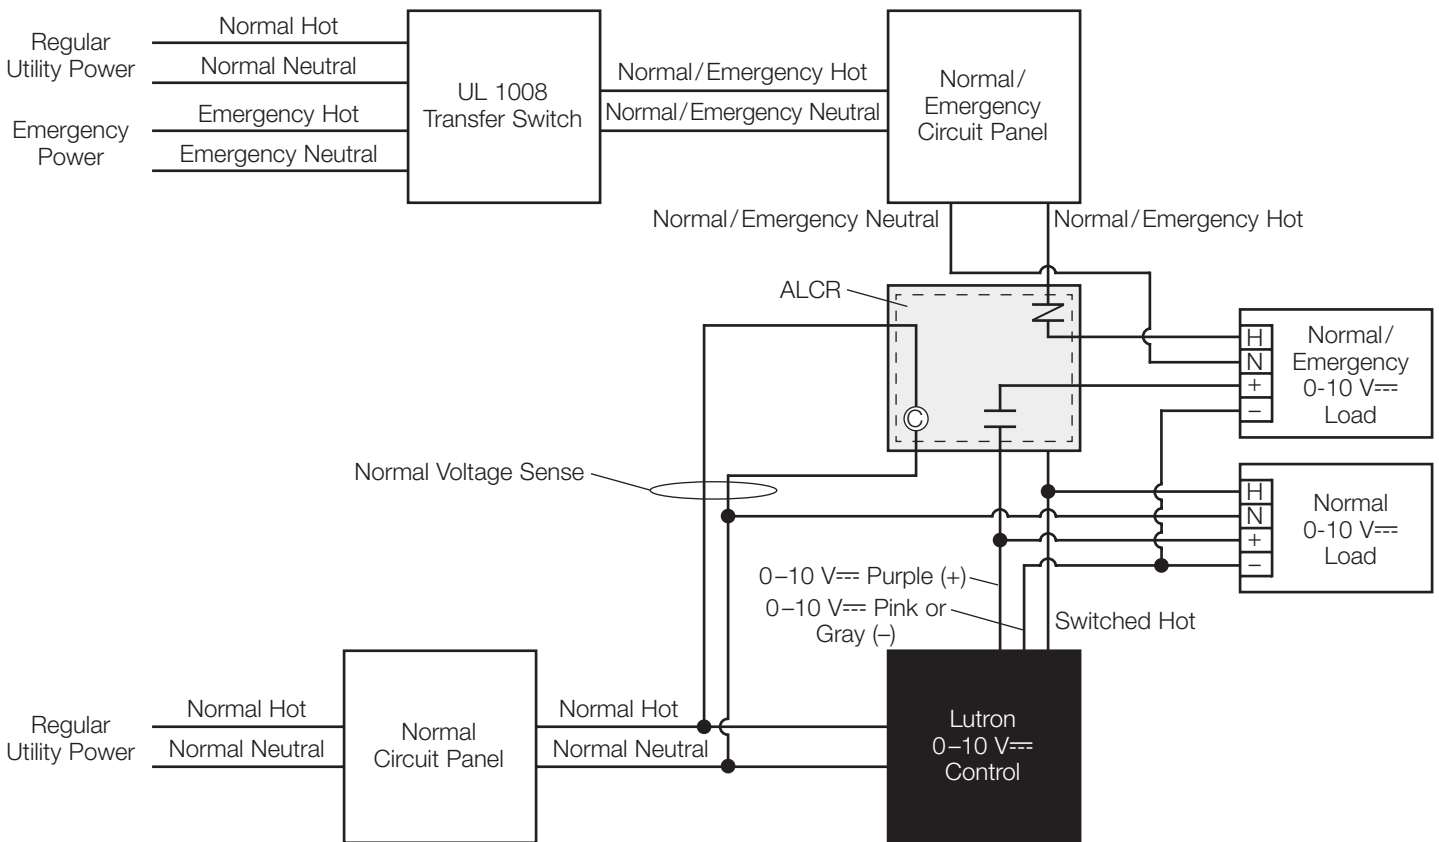 Regular
Utility Power
Normal Hot
Normal Neutral
Emergency
Power
Emergency Hot
Emergency Neutral
UL 1008
Transfer Switch
Normal/Emergency Hot
Normal/Emergency Neutral
Normal/
Emergency
Circuit Panel
Normal/Emergency Neutral
Normal/Emergency Hot
ALCR
C
H
N
+
–
Normal/
Emergency
0-10 V⎓
Load
Normal Voltage Sense
H
N
+
–
Normal
0-10 V⎓
Load
0–10 V⎓ Purple (+)
0–10 V⎓ Pink or
Gray (–)
Switched Hot
Regular
Utility Power
Normal Hot
Normal Neutral
Normal
Circuit Panel
Normal Hot
Normal Neutral
Lutron
0–10 V⎓
Control